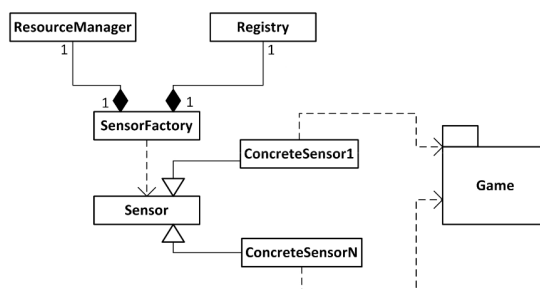 ResourceManager
Registry
1
1
1
1
SensorFactory
ConcreteSensor1
Game
Sensor
ConcreteSensorN